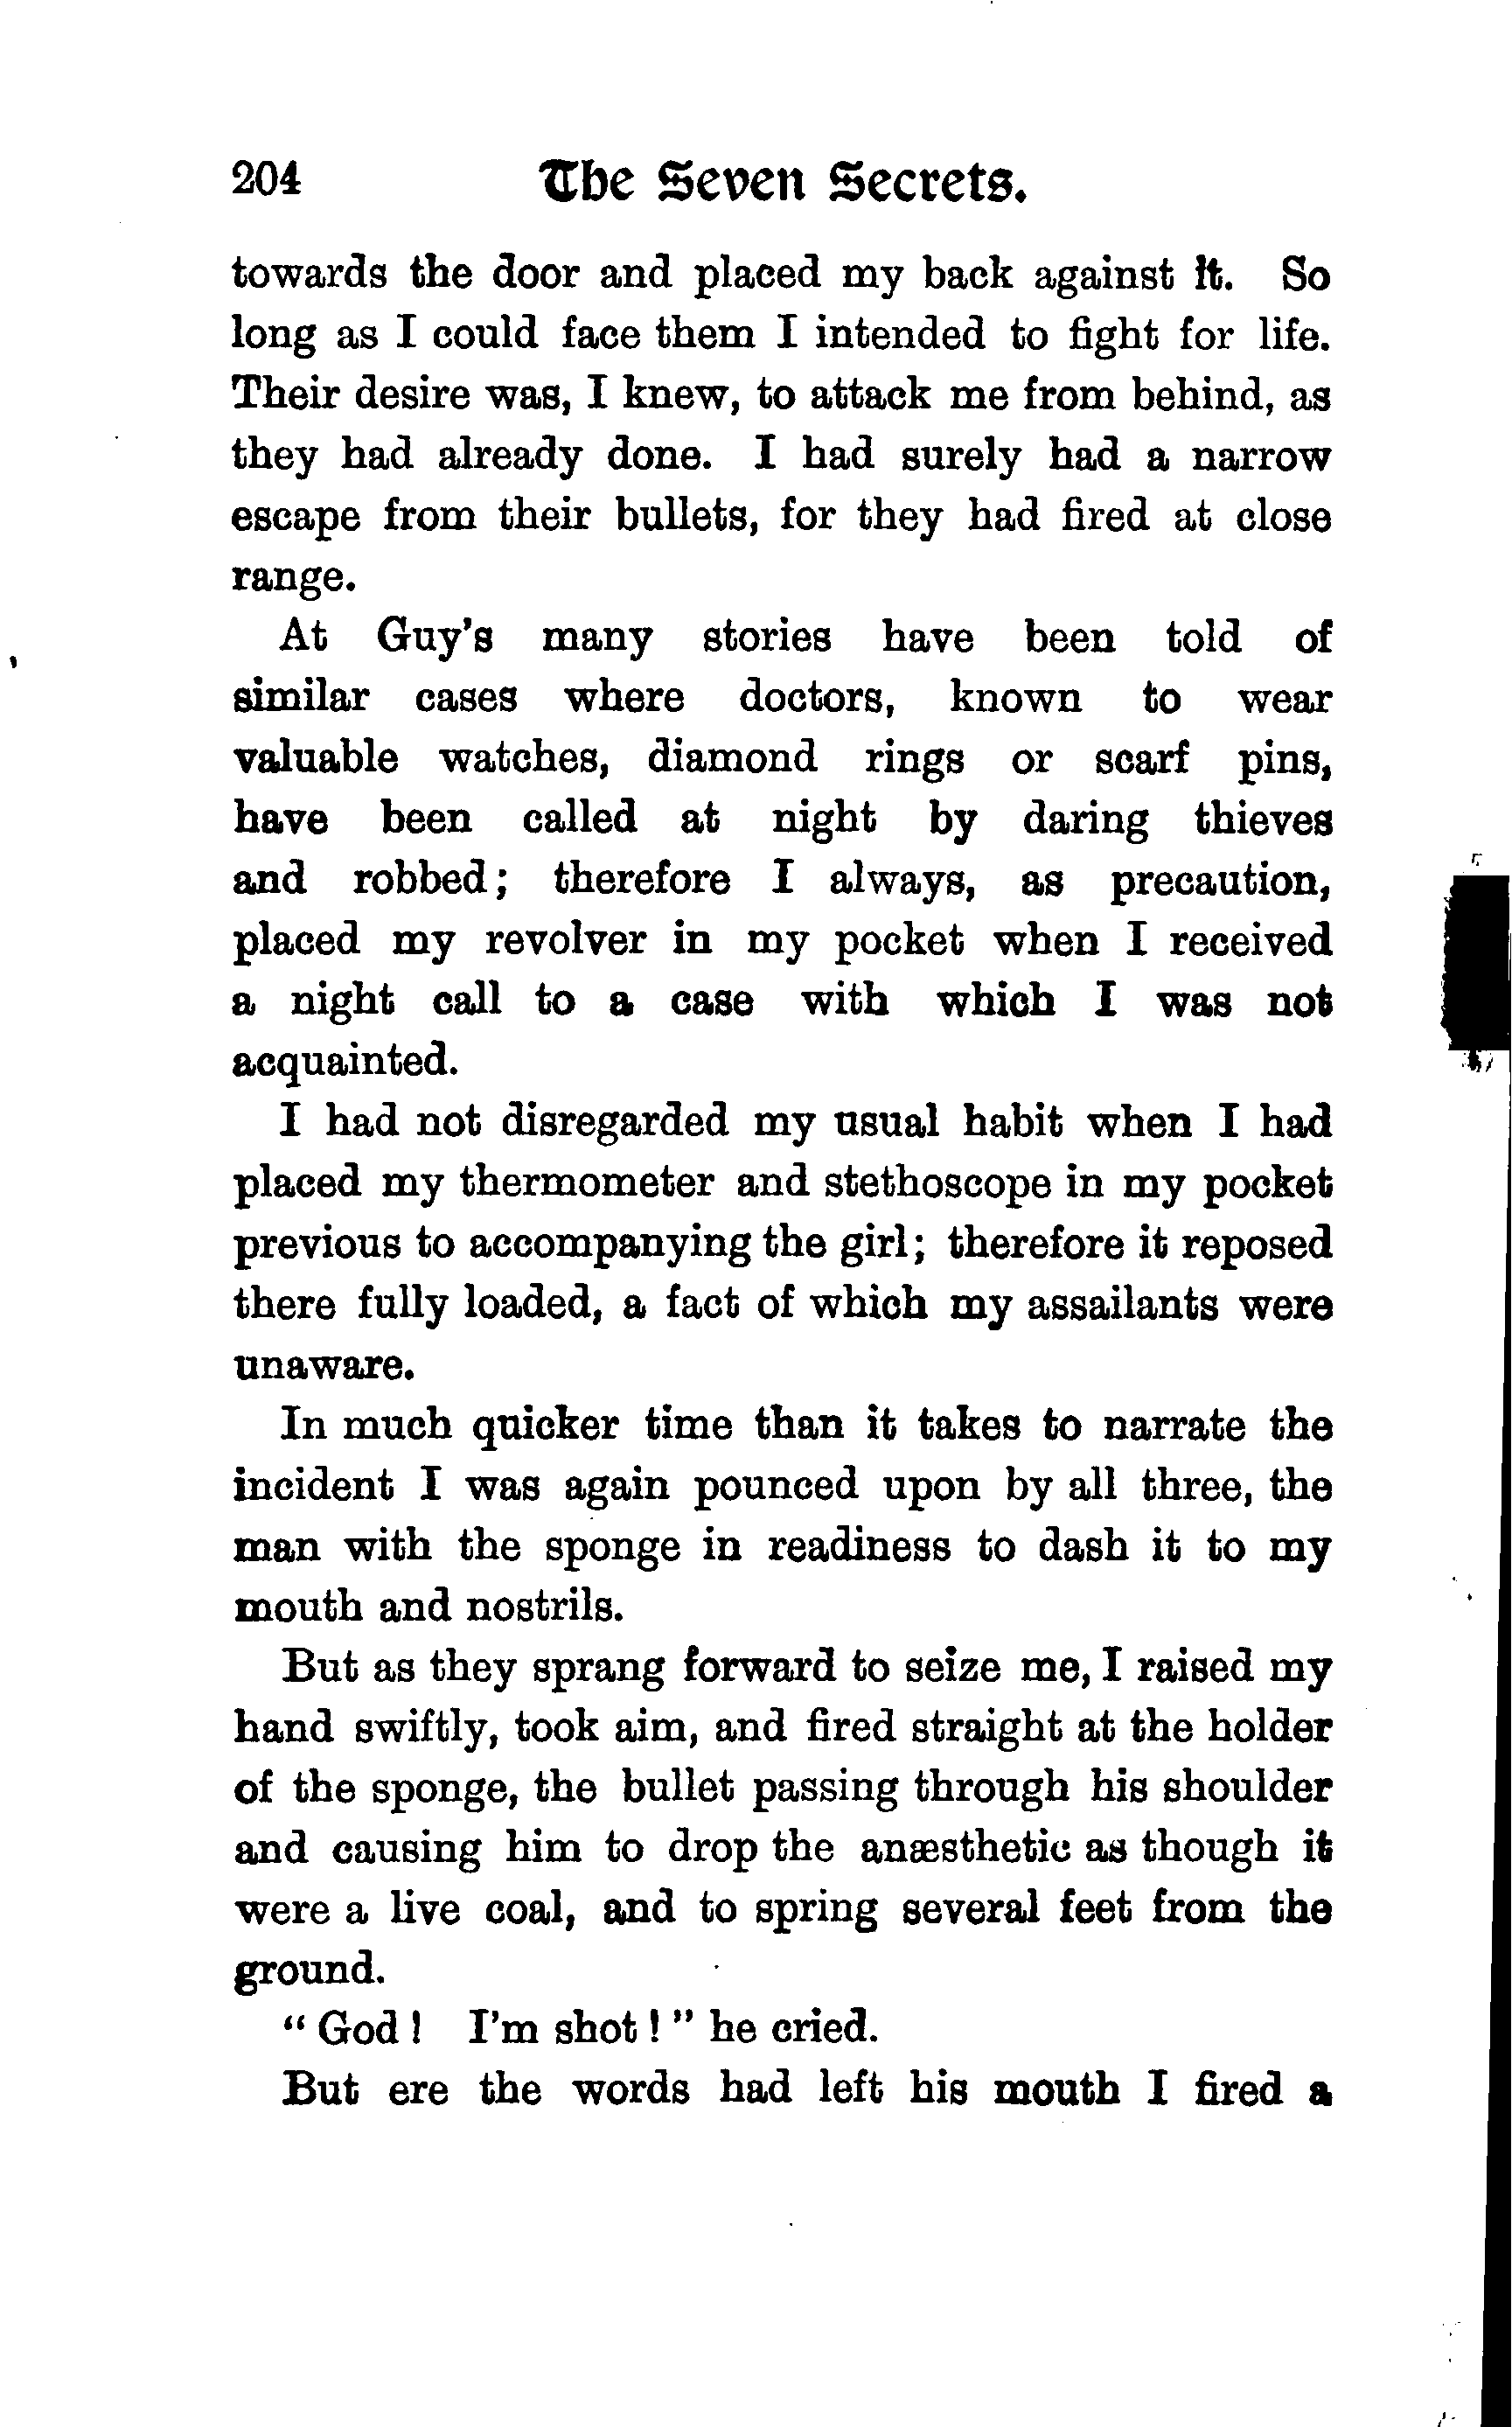 204 The Seven Secrets.
towards the door and placed my back against it. So
long as I could face them I intended to fight for life.
Their desire was, I knew, to attack me from behind, as
they had already done. I had surely had a narrow
escape from their bullets, for they had fired at close
range.
At Guy's many stories have been told of
similar cases where doctors, known to wear
valuable watches, diamond rings or scarf pins,
have been called at night by daring thieves
and robbed; therefore I always, as precaution,
placed my revolver in my pocket when I received
a night call to a case with which I was not
acquainted.
I had not disregarded my usual habit when I had
placed my thermometer and stethoscope in my pocket
previous to accompanying the girl; therefore it reposed
there fully loaded, a fact of which my assailants were
unaware.
In much quicker time than it takes to narrate the
incident I was again pounced upon by all three, the
man with the sponge in readiness to dash it to my
mouth and nostrils.
But as they sprang forward to seize me, I raised my
hand swiftly, took aim, and fired straight at the holder
of the sponge, the bullet passing through his shoulder
and causing him to drop the anæsthetic as though it
were a live coal, and to spring several feet from the
ground.
“ God ! I'm shot ! ” he cried.
But ere the words had left his mouth I fired a